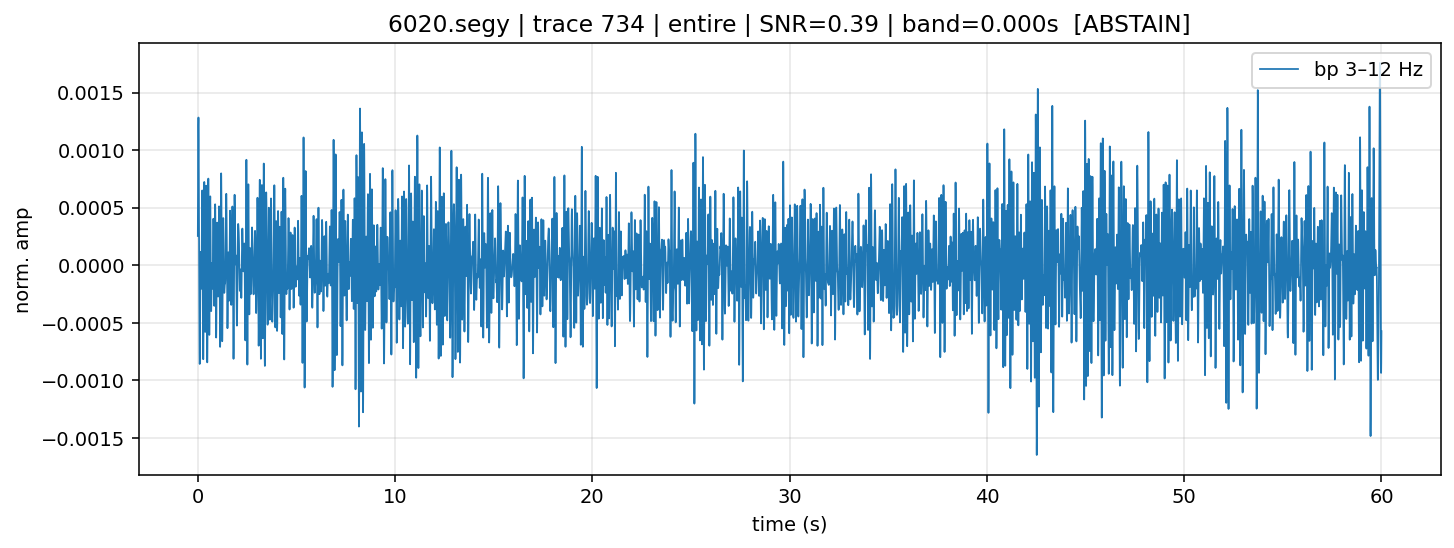 6020.segy | trace 734 | entire | SNR=0.39 | band=0.000s  [ABSTAIN]
bp 3–12 Hz
norm. amp
0.0015
0.0010
0.0005
0.0000
−0.0005
−0.0010
−0.0015
0 10 20 30 40 50 60
time (s)